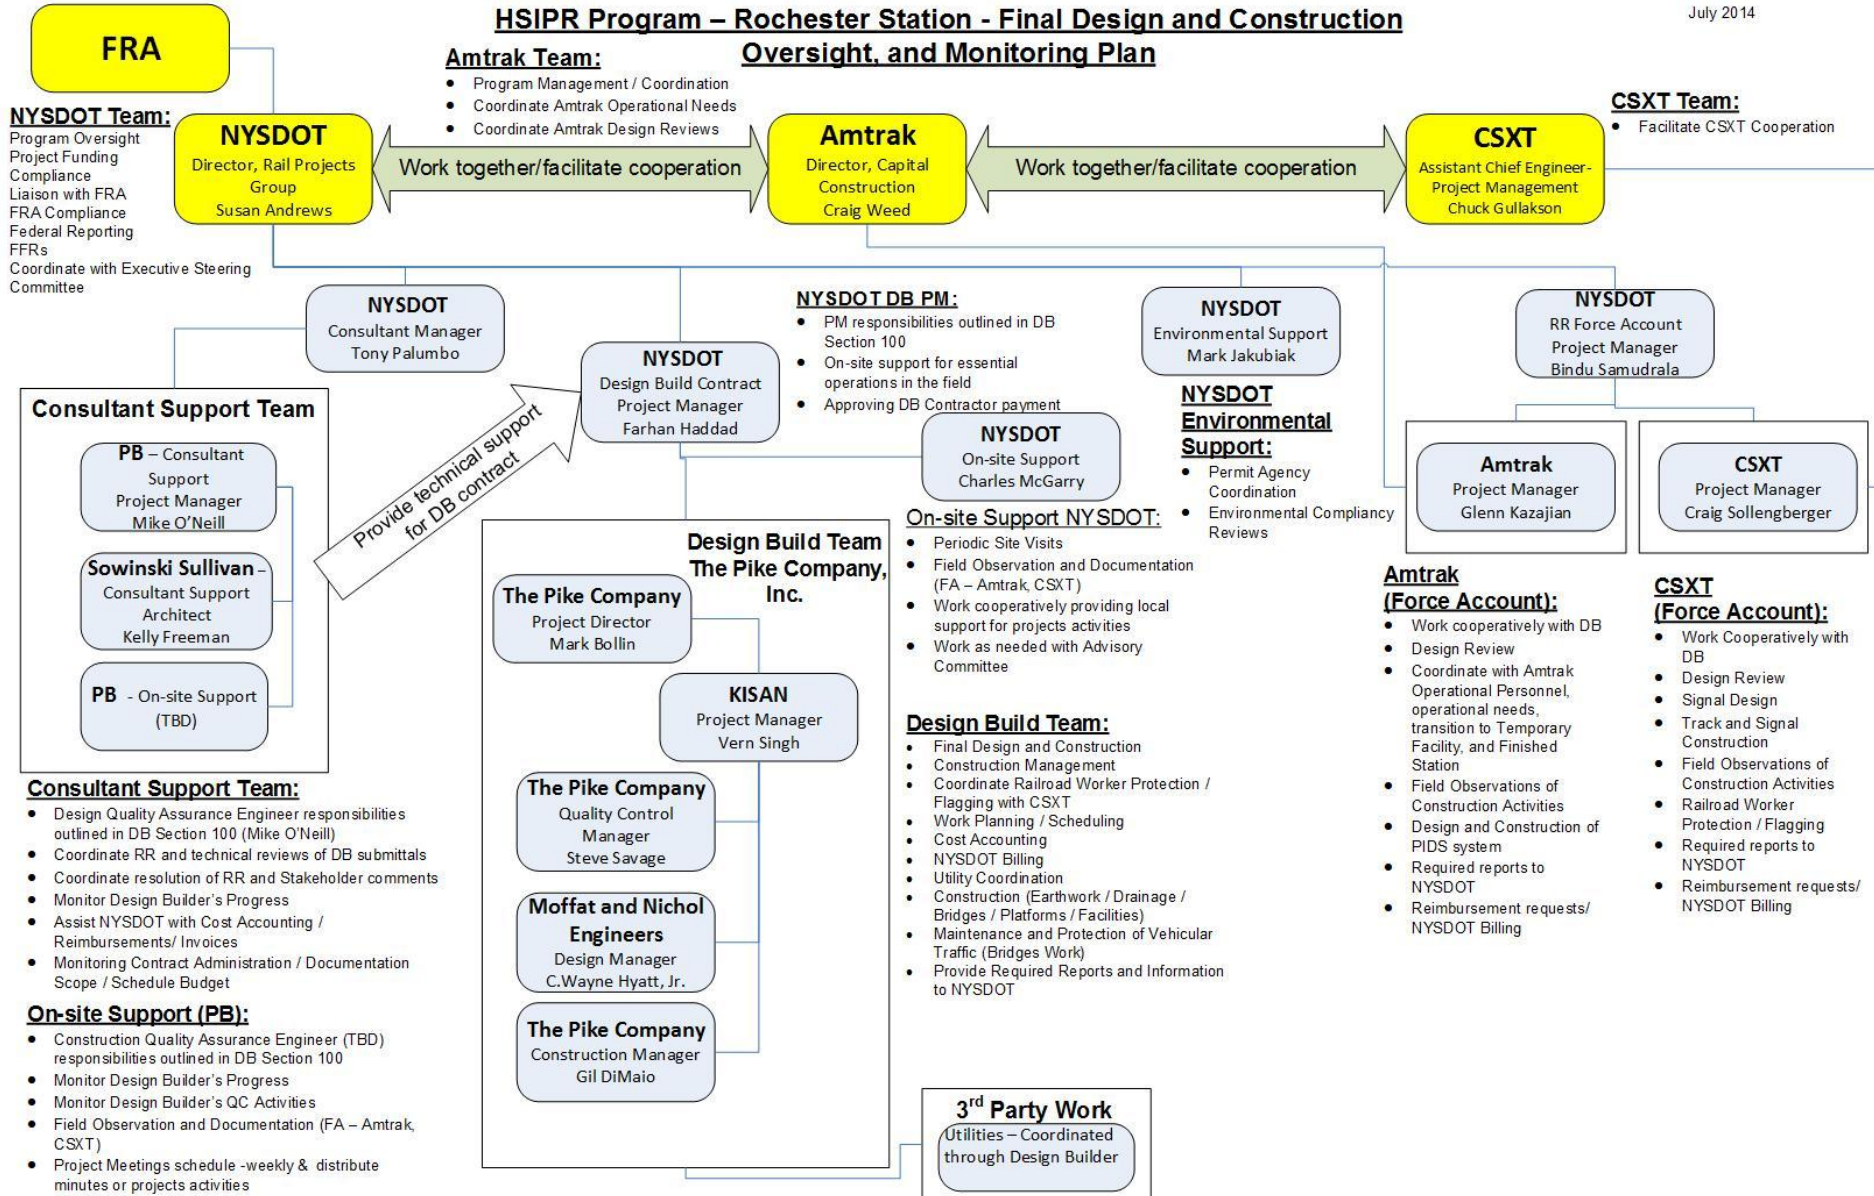 HSIPR Program – Rochester Station - Final Design and Construction
Oversight, and Monitoring Plan
July 2014
FRA
NYSDOT Team:
Program Oversight
Project Funding
Compliance
Liaison with FRA
FRA Compliance
Federal Reporting
FFRs
Coordinate with Executive Steering
Committee
NYSDOT
Director, Rail Projects
Group
Susan Andrews
Amtrak Team:
● Program Management / Coordination
● Coordinate Amtrak Operational Needs
● Coordinate Amtrak Design Reviews
Work together/facilitate cooperation
Amtrak
Director, Capital
Construction
Craig Weed
Work together/facilitate cooperation
CSXT
Assistant Chief Engineer-
Project Management
Chuck Gullakson
CSXT Team:
● Facilitate CSXT Cooperation
NYSDOT
Consultant Manager
Tony Palumbo
NYSDOT
Design Build Contract
Project Manager
Farhan Haddad
NYSDOT DB PM:
● PM responsibilities outlined in DB
Section 100
● On-site support for essential
operations in the field
● Approving DB Contractor payment
NYSDOT
On-site Support
Charles McGarry
NYSDOT
Environmental Support
Mark Jakubiak
NYSDOT
Environmental
Support:
● Permit Agency
Coordination
● Environmental Compliancy
Reviews
NYSDOT
RR Force Account
Project Manager
Bindu Samudrala
Amtrak
Project Manager
Glenn Kazajian
CSXT
Project Manager
Craig Sollengberger
Consultant Support Team
PB – Consultant
Support
Project Manager
Mike O’Neill
Sowinski Sullivan –
Consultant Support
Architect
Kelly Freeman
PB - On-site Support
(TBD)
Provide technical support
for DB contract
Consultant Support Team:
● Design Quality Assurance Engineer responsibilities
outlined in DB Section 100 (Mike O’Neill)
● Coordinate RR and technical reviews of DB submittals
● Coordinate resolution of RR and Stakeholder comments
● Monitor Design Builder’s Progress
● Assist NYSDOT with Cost Accounting /
Reimbursements/ Invoices
● Monitoring Contract Administration / Documentation
Scope / Schedule Budget
On-site Support (PB):
● Construction Quality Assurance Engineer (TBD)
responsibilities outlined in DB Section 100
● Monitor Design Builder’s Progress
● Monitor Design Builder’s QC Activities
● Field Observation and Documentation (FA – Amtrak,
CSXT)
● Project Meetings schedule -weekly & distribute
minutes or projects activities
Design Build Team
The Pike Company,
Inc.
The Pike Company
Project Director
Mark Bollin
KISAN
Project Manager
Vern Singh
The Pike Company
Quality Control
Manager
Steve Savage
Moffat and Nichol
Engineers
Design Manager
C.Wayne Hyatt, Jr.
The Pike Company
Construction Manager
Gil DiMaio
On-site Support NYSDOT:
● Periodic Site Visits
● Field Observation and Documentation
(FA – Amtrak, CSXT)
● Work cooperatively providing local
support for projects activities
● Work as needed with Advisory
Committee
Design Build Team:
● Final Design and Construction
● Construction Management
● Coordinate Railroad Worker Protection /
Flagging with CSXT
● Work Planning / Scheduling
● Cost Accounting
● NYSDOT Billing
● Utility Coordination
● Construction (Earthwork / Drainage /
Bridges / Platforms / Facilities)
● Maintenance and Protection of Vehicular
Traffic (Bridges Work)
● Provide Required Reports and Information
to NYSDOT
3rd Party Work
Utilities – Coordinated
through Design Builder
Amtrak
(Force Account):
● Work cooperatively with DB
● Design Review
● Coordinate with Amtrak
Operational Personnel,
operational needs,
transition to Temporary
Facility, and Finished
Station
● Field Observations of
Construction Activities
● Design and Construction of
PIDS system
● Required reports to
NYSDOT
● Reimbursement requests/
NYSDOT Billing
CSXT
(Force Account):
● Work Cooperatively with
DB
● Design Review
● Signal Design
● Track and Signal
Construction
● Field Observations of
Construction Activities
● Railroad Worker
Protection / Flagging
● Required reports to
NYSDOT
● Reimbursement requests/
NYSDOT Billing